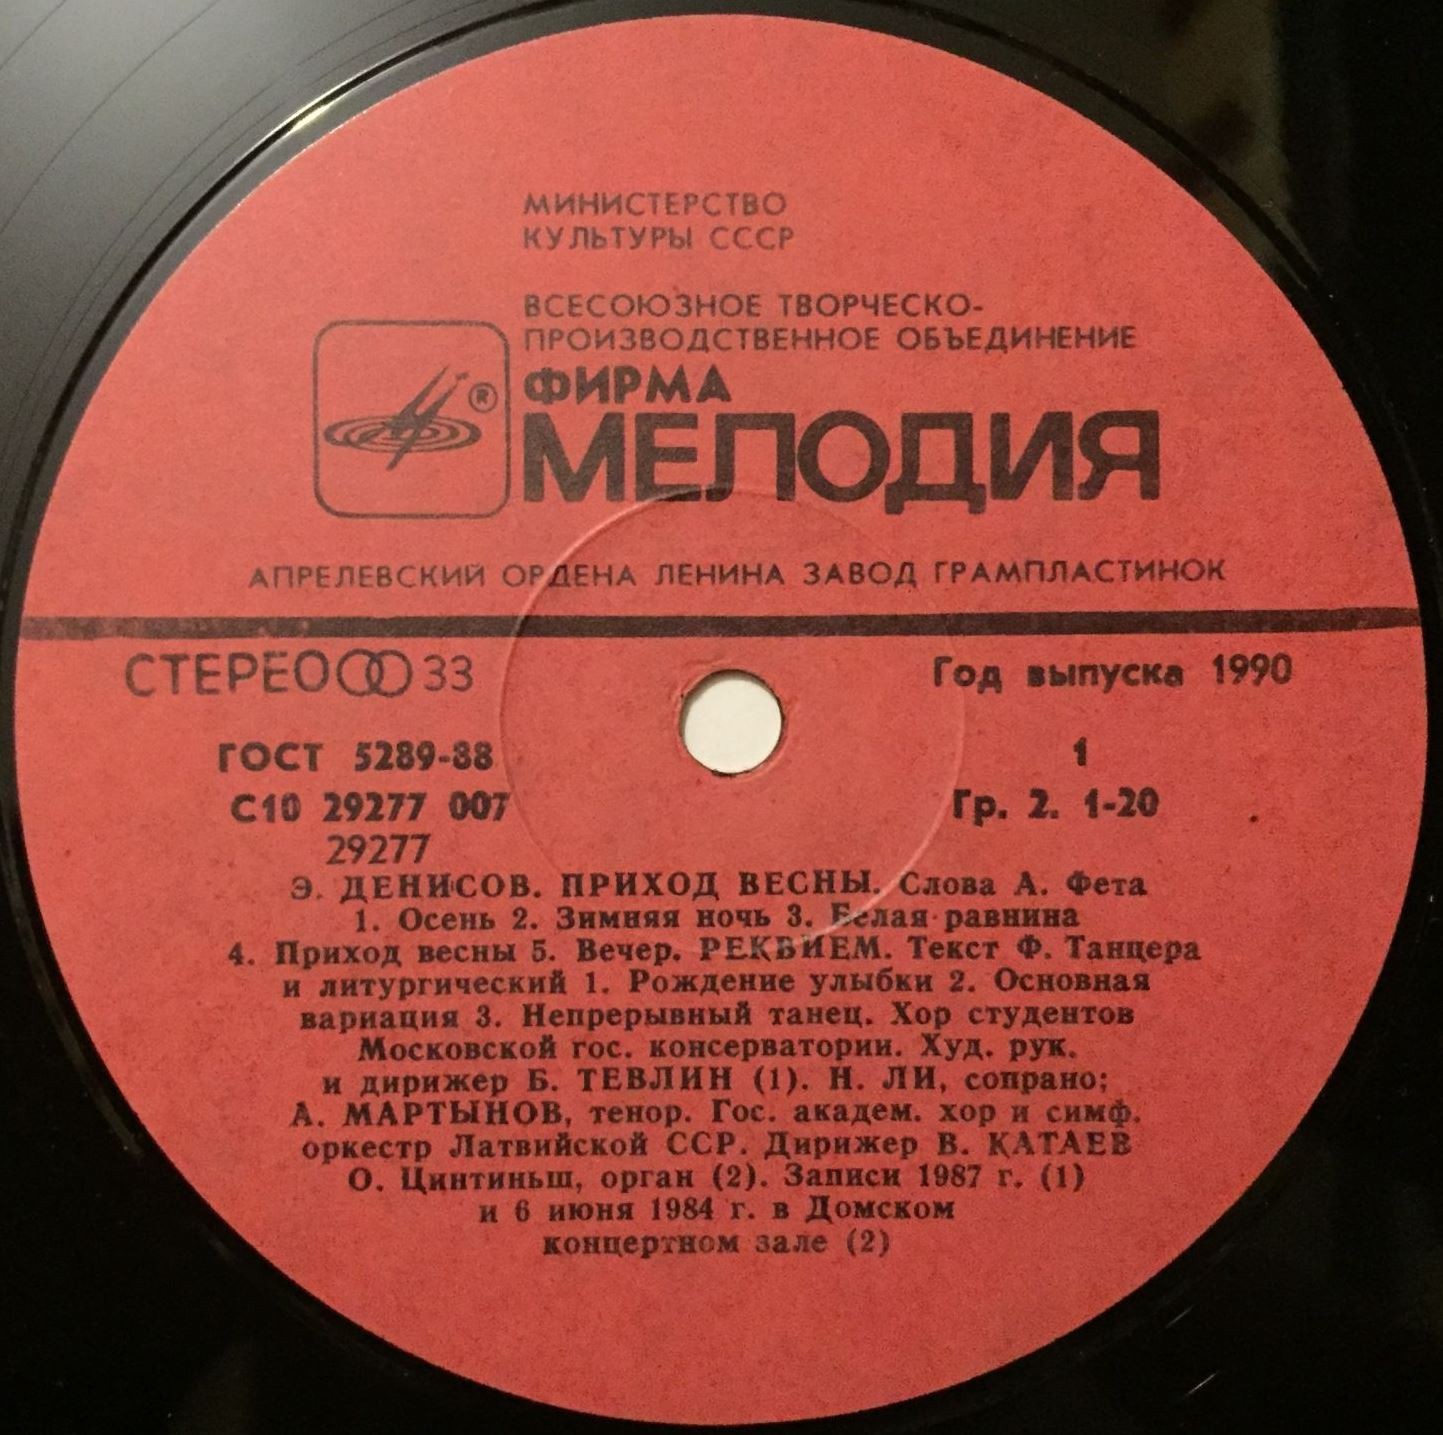 МИНИСТЕРСТВО
КУЛЬТУРЫ СССР
ВСЕСОЮЗНОЕ ТВОРЧЕСКО-
ПРОИЗВОДСТВЕННОЕ ОБЪЕДИНЕНИЕ
ФИРМА
®
МЕЛОДИЯ
АПРЕЛЕВСКИЙ ОРДЕНА ЛЕНИНА ЗАВОД ГРАМПЛАСТИНОК
СТЕРЕО 33
Год выпуска 1990
ГОСТ 5289-88
1
С10 29277 007
Гр. 2. 1-20
29277
Э. ДЕНИСОВ. ПРИХОД ВЕСНЫ. Слова А. Фета
1. Осень 2. Зимняя ночь 3. Белая равнина
4. Приход весны 5. Вечер. РЕКВИЕМ. Текст Ф. Танцера
и литургический 1. Рождение улыбки 2. Основная
вариация 3. Непрерывный танец. Хор студентов
Московской гос. консерватории. Худ. рук.
и дирижер Б. ТЕВЛИН (1). Н. ЛИ, сопрано;
А. МАРТЫНОВ, тенор. Гос. академ. хор и симф.
оркестр Латвийской ССР. Дирижер В. КАТАЕВ
О. Цинтиньш, орган (2). Записи 1987 г. (1)
и 6 июня 1984 г. в Домском
концертном зале (2)